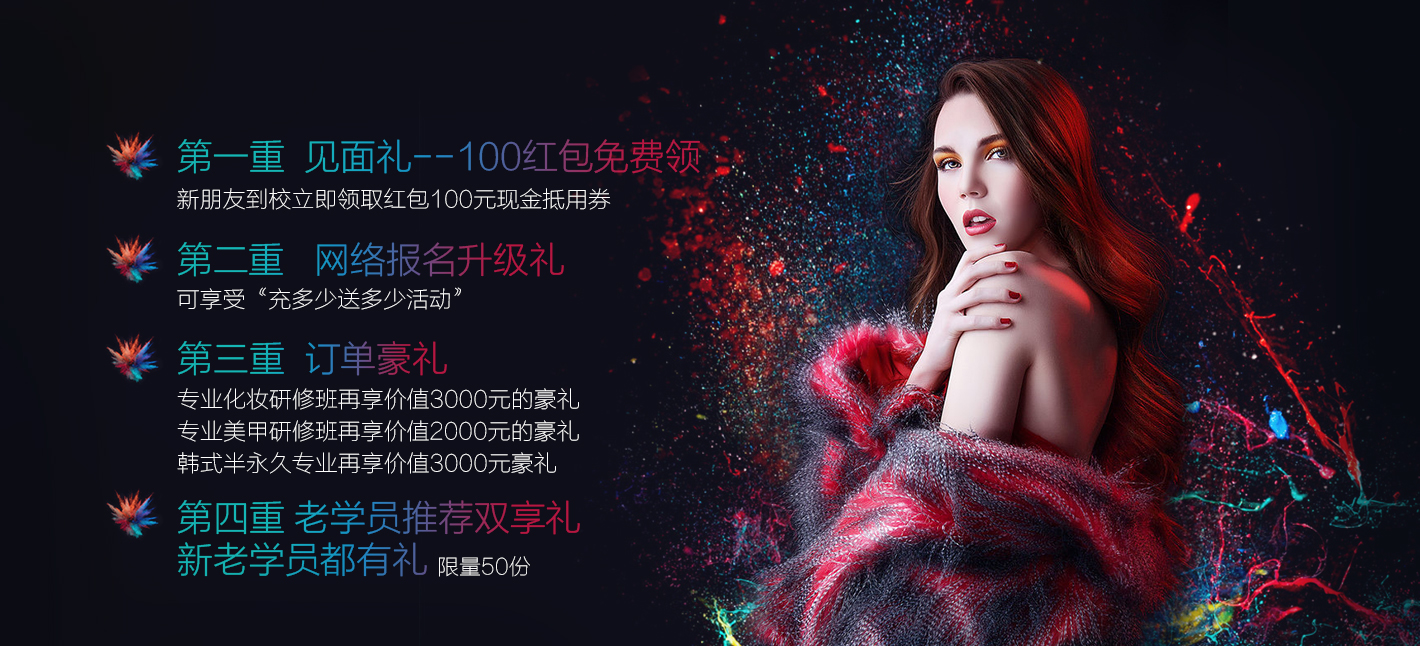 第一重 见面礼--100红包免费领
新朋友到校立即领取红包100元现金抵用券
第二重 网络报名升级礼
可享受“充多少送多少活动”
第三重 订单豪礼
专业化妆研修班再享价值3000元的豪礼
专业美甲研修班再享价值2000元的豪礼
韩式半永久专业再享价值3000元豪礼
第四重 老学员推荐双享礼
新老学员都有礼 限量50份